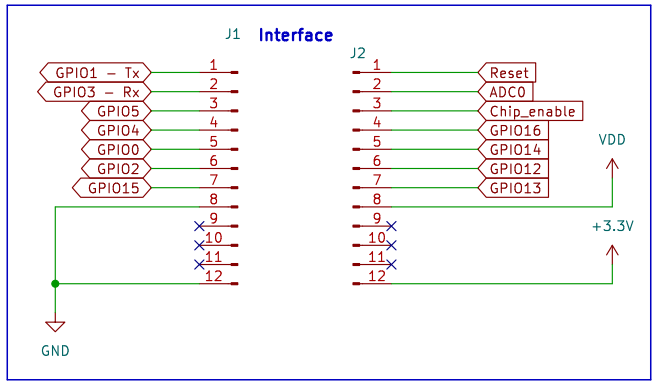 Interface
J1
1
GPIO1 - Tx
2
GPIO3 - Rx
3
GPIO5
4
GPIO4
5
GPIO0
6
GPIO2
7
GPIO15
8
9
10
11
12
GND
J2
1
Reset
2
ADC0
3
Chip_enable
4
GPIO16
5
GPIO14
6
GPIO12
7
GPIO13
8
VDD
9
10
11
12
+3.3V